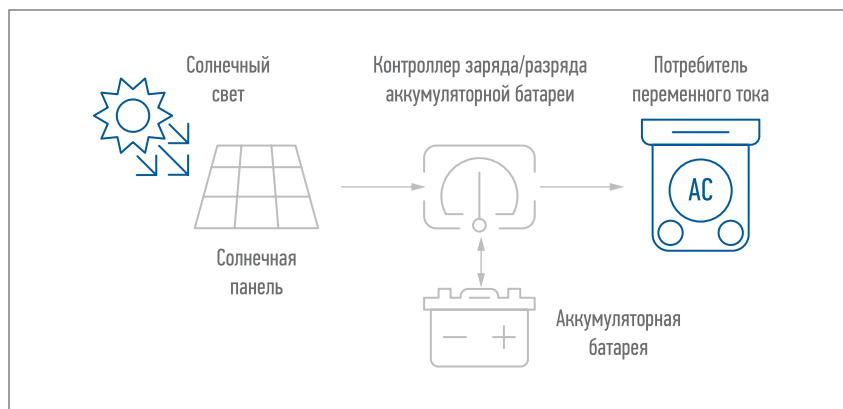 Солнечный
свет
Контроллер заряда/разряда
аккумуляторной батареи
Потребитель
переменного тока
AC
Солнечная
панель
Аккумуляторная
батарея